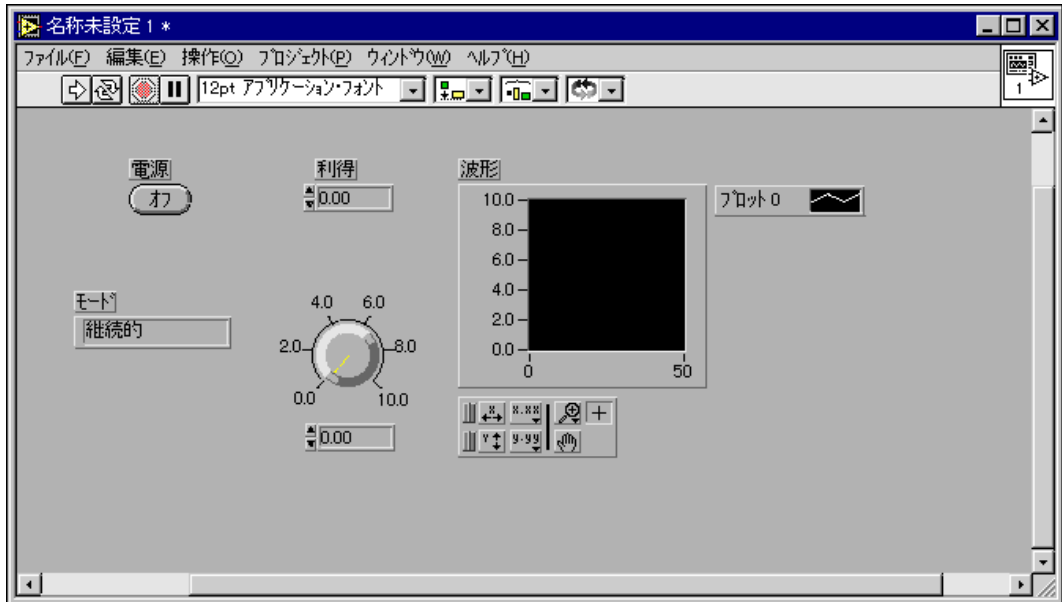 名称未設定 1 *
ﾌｧｲﾙ(F) 編集(E) 操作(O) ﾌﾟﾛｼﾞｪｸﾄ(P) ｳｨﾝﾄﾞｳ(W) ﾍﾙﾌﾟ(H)
12pt ｱﾌﾟﾘｹｰｼｮﾝ･ﾌｫﾝﾄ
1
電源
ｵﾌ
利得
0.00
波形
10.0
8.0
6.0
4.0
2.0
0.0
0 50
ﾌﾟﾛｯﾄ 0
ﾓｰﾄﾞ
継続的
4.0 6.0
2.0 8.0
0.0 10.0
0.00
X X.XX
Y Y.YY